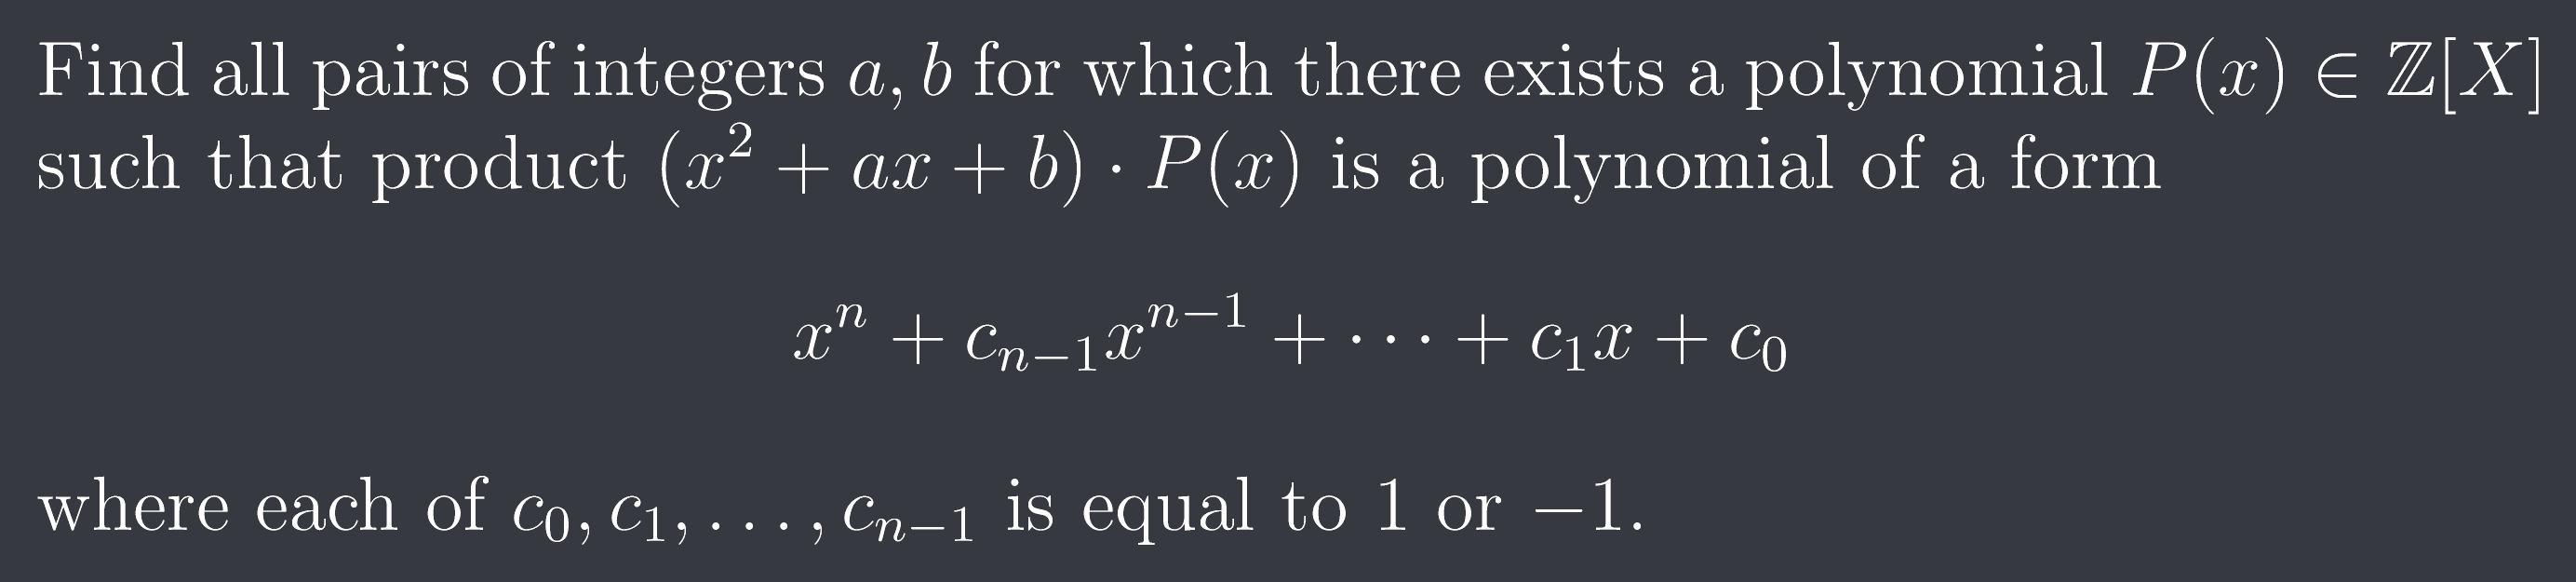 Find all pairs of integers a, b for which there exists a polynomial P(x) ∈ ℤ[X]
such that product (x² + ax + b) · P(x) is a polynomial of a form
xⁿ + cₙ₋₁xⁿ⁻¹ + · · · + c₁x + c₀
where each of c₀, c₁, . . . , cₙ₋₁ is equal to 1 or −1.